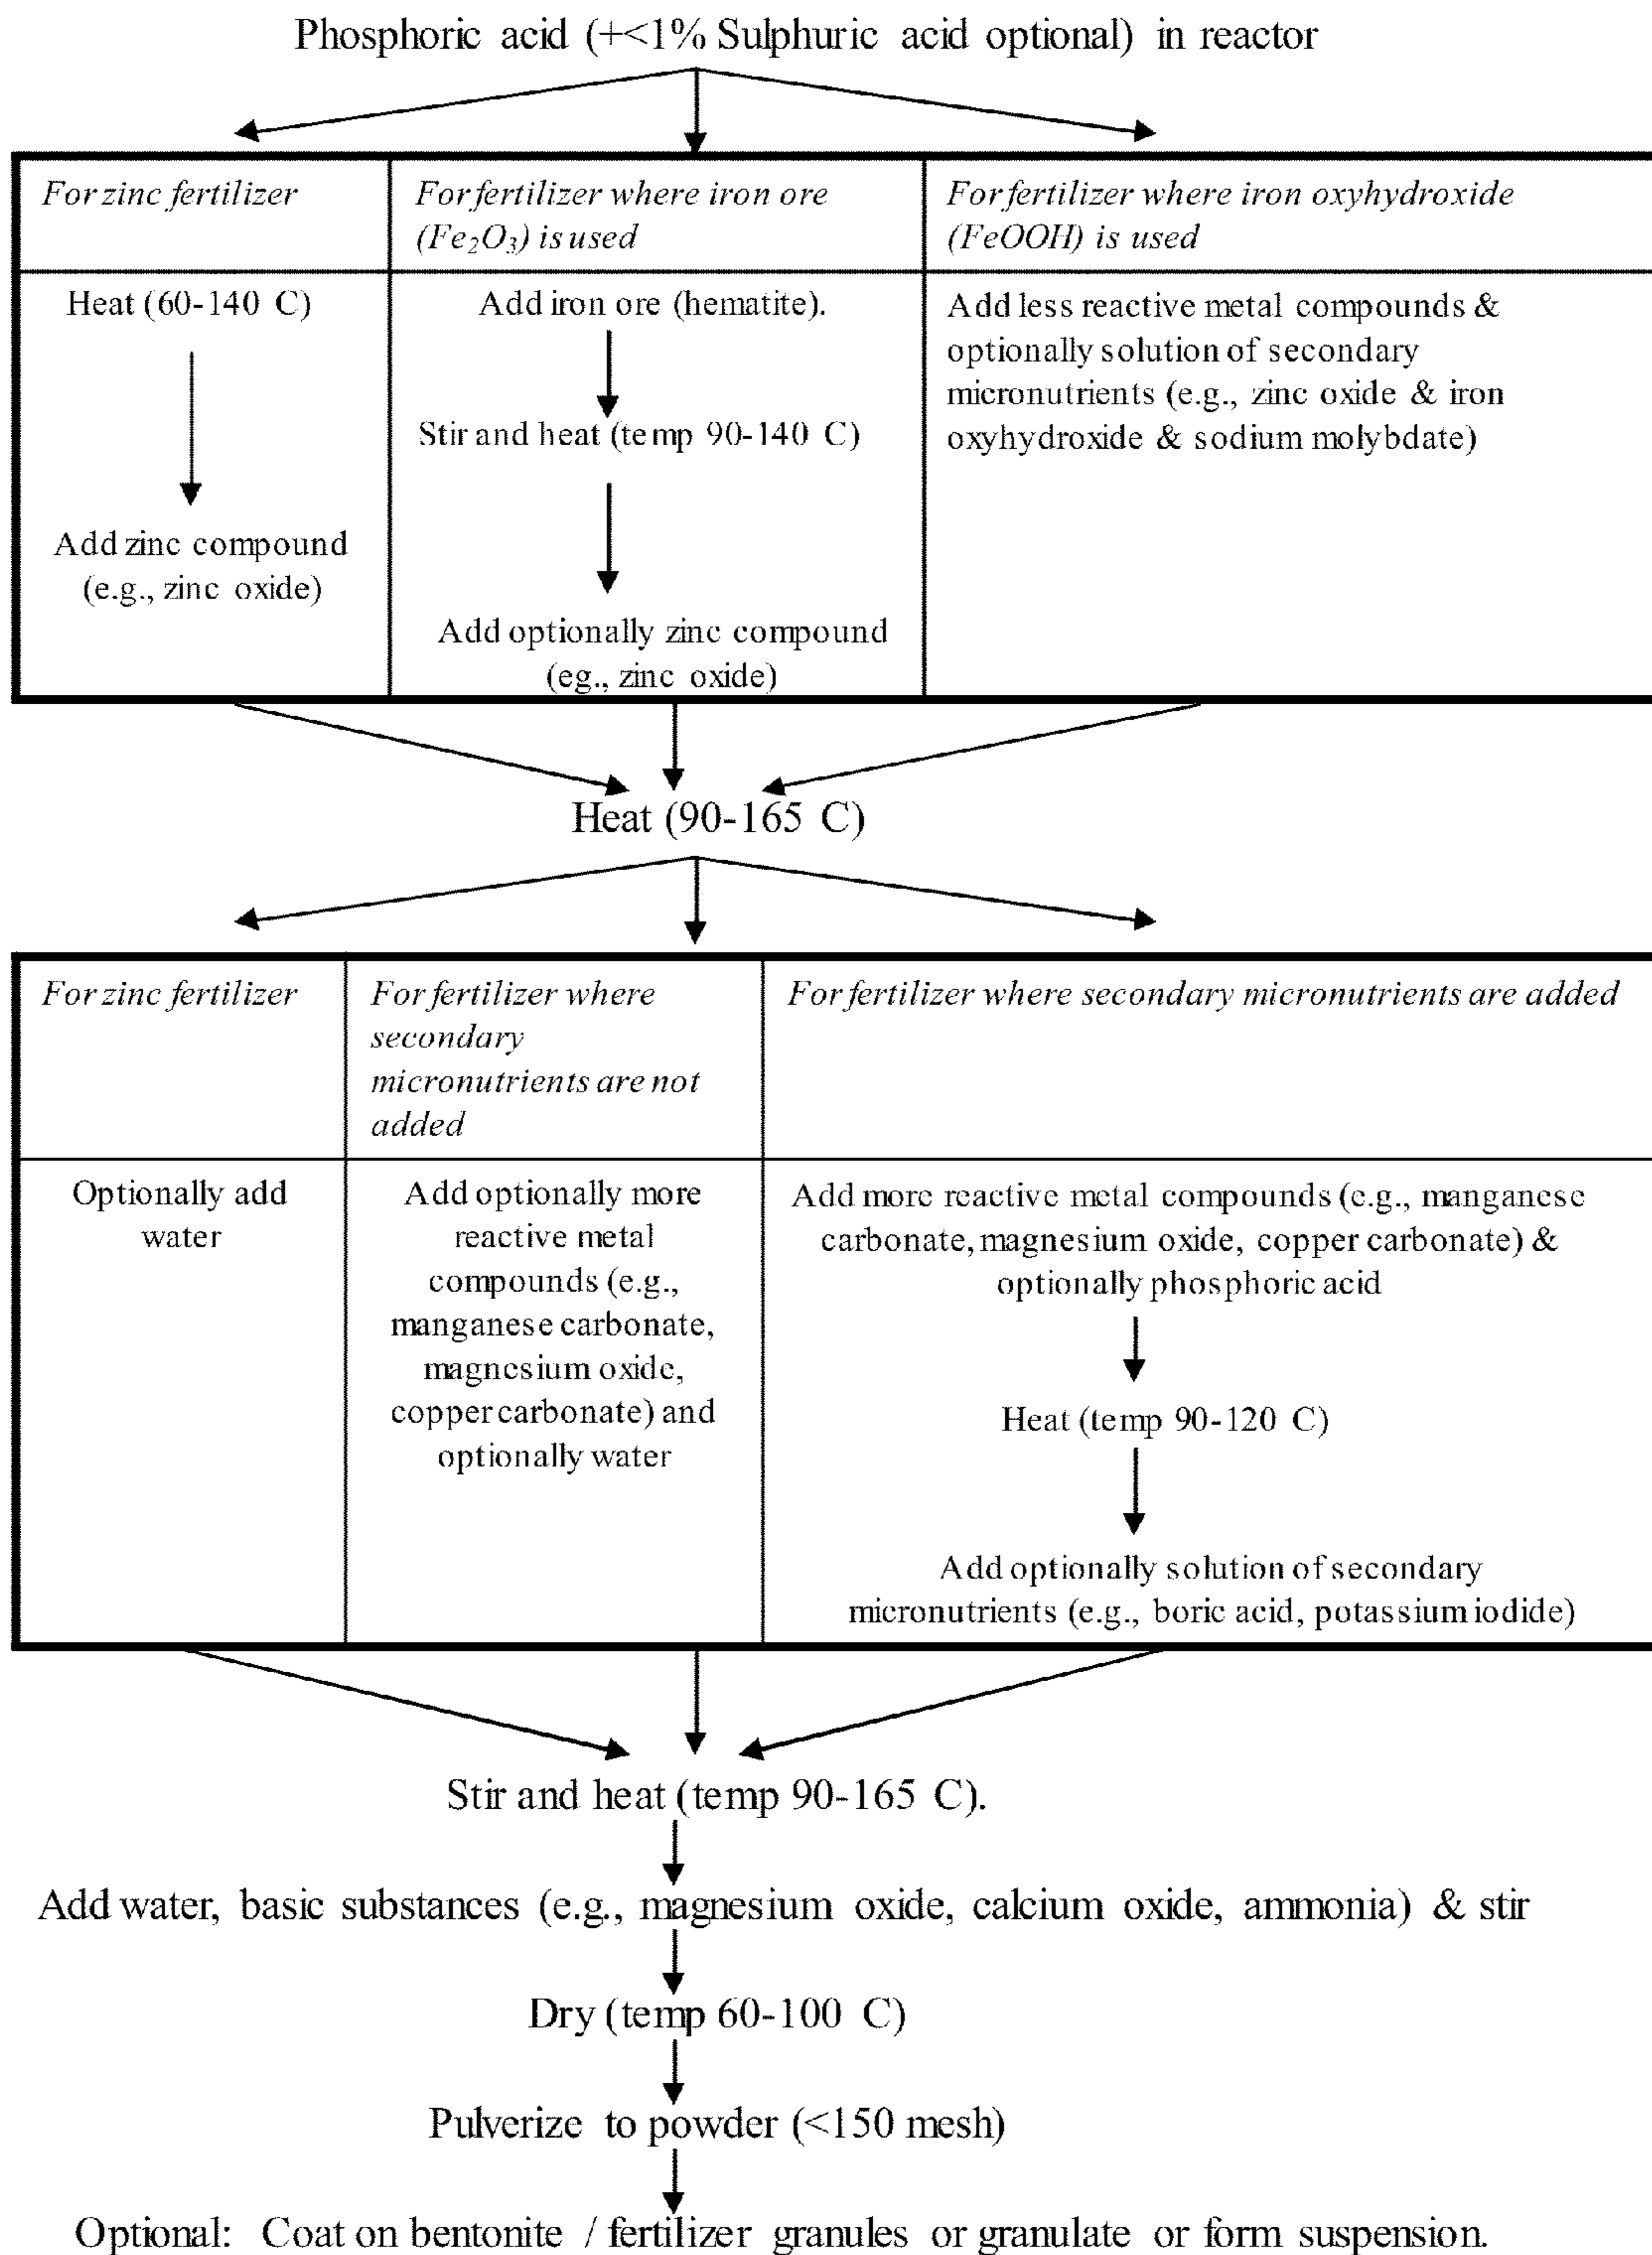 Phosphoric acid (+<1% Sulphuric acid optional) in reactor
For zinc fertilizer
For fertilizer where iron ore
(Fe₂O₃) is used
For fertilizer where iron oxyhydroxide
(FeOOH) is used
Heat (60-140 C)
Add zinc compound
(e.g., zinc oxide)
Add iron ore (hematite).
Stir and heat (temp 90-140 C)
Add optionally zinc compound
(eg., zinc oxide)
Add less reactive metal compounds &
optionally solution of secondary
micronutrients (e.g., zinc oxide & iron
oxyhydroxide & sodium molybdate)
Heat (90-165 C)
For zinc fertilizer
For fertilizer where
secondary
micronutrients are not
added
For fertilizer where secondary micronutrients are added
Optionally add
water
Add optionally more
reactive metal
compounds (e.g.,
manganese carbonate,
magnesium oxide,
copper carbonate) and
optionally water
Add more reactive metal compounds (e.g., manganese
carbonate, magnesium oxide, copper carbonate) &
optionally phosphoric acid
Heat (temp 90-120 C)
Add optionally solution of secondary
micronutrients (e.g., boric acid, potassium iodide)
Stir and heat (temp 90-165 C).
Add water, basic substances (e.g., magnesium oxide, calcium oxide, ammonia) & stir
Dry (temp 60-100 C)
Pulverize to powder (<150 mesh)
Optional: Coat on bentonite / fertilizer granules or granulate or form suspension.